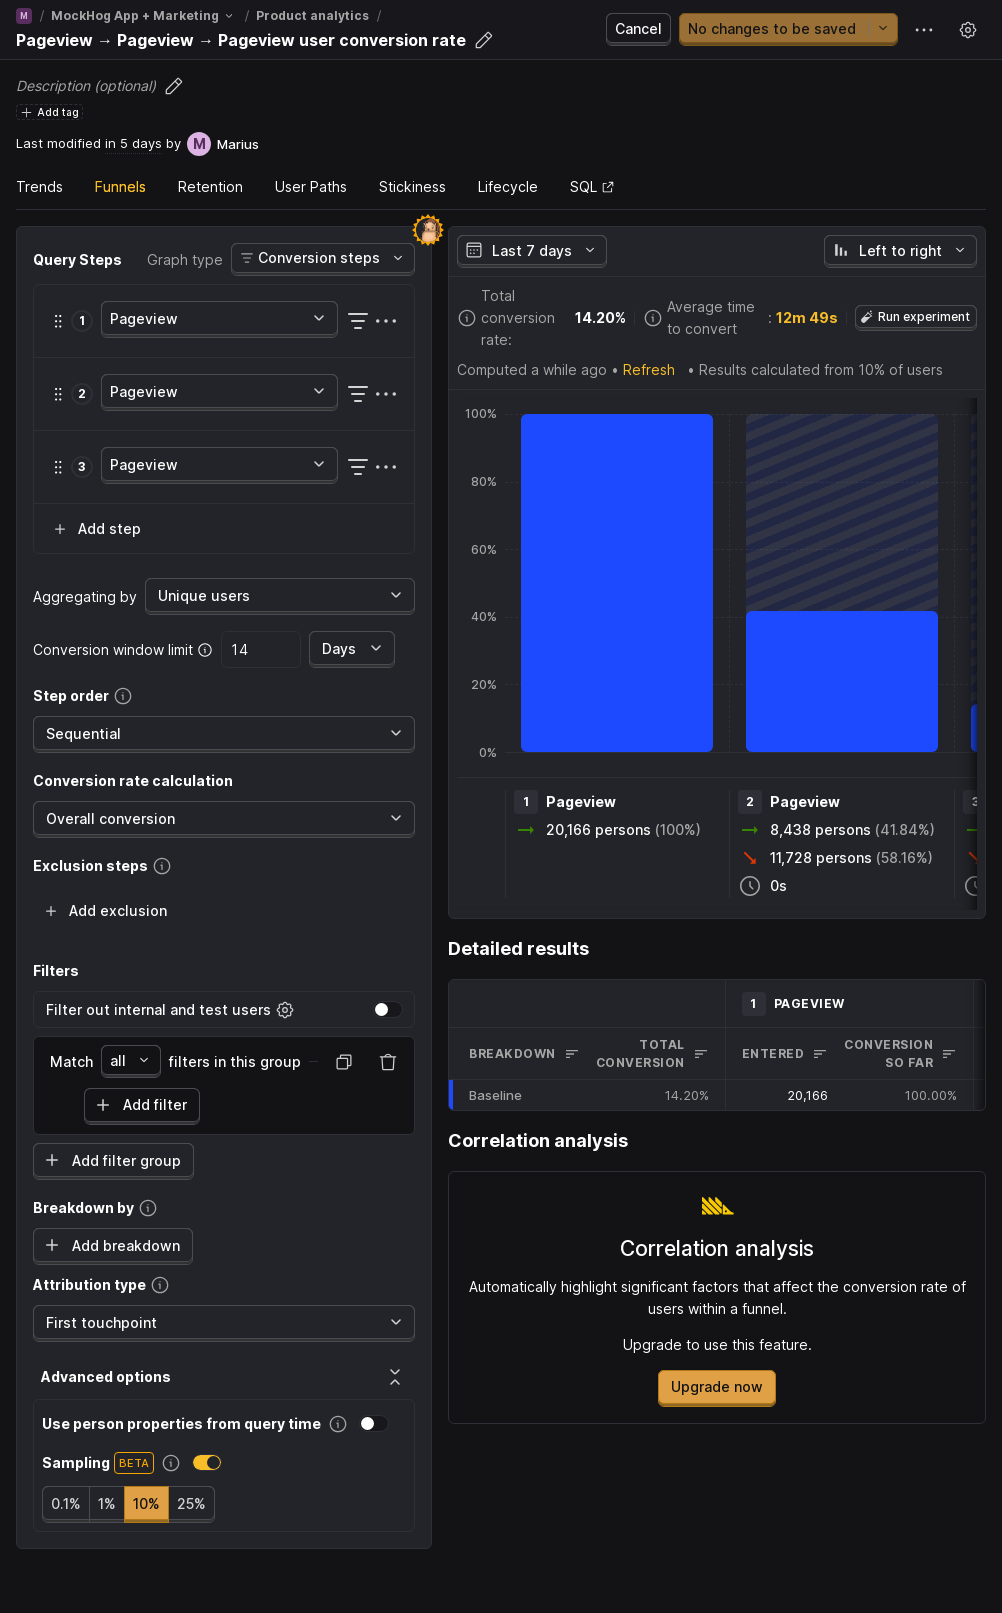 M / MockHog App + Marketing / Product analytics /
Pageview → Pageview → Pageview user conversion rate
Cancel
No changes to be saved
Description (optional)
Add tag
Last modified in 5 days by M Marius
Trends Funnels Retention User Paths Stickiness Lifecycle SQL
Query Steps
Graph type
Conversion steps
1 Pageview
2 Pageview
3 Pageview
Add step
Aggregating by Unique users
Conversion window limit 14 Days
Step order
Sequential
Conversion rate calculation
Overall conversion
Exclusion steps
Add exclusion
Filters
Filter out internal and test users
Match all filters in this group
Add filter
Add filter group
Breakdown by
Add breakdown
Attribution type
First touchpoint
Advanced options
Use person properties from query time
Sampling BETA
0.1% 1% 10% 25%
Last 7 days
Left to right
Total conversion rate: 14.20%
Average time to convert : 12m 49s
Run experiment
Computed a while ago • Refresh • Results calculated from 10% of users
100%
80%
60%
40%
20%
0%
1 Pageview
20,166 persons (100%)
2 Pageview
8,438 persons (41.84%)
11,728 persons (58.16%)
0s
3
Detailed results
1 PAGEVIEW
BREAKDOWN TOTAL CONVERSION ENTERED CONVERSION SO FAR
Baseline 14.20% 20,166 100.00%
Correlation analysis
Correlation analysis
Automatically highlight significant factors that affect the conversion rate of
users within a funnel.
Upgrade to use this feature.
Upgrade now